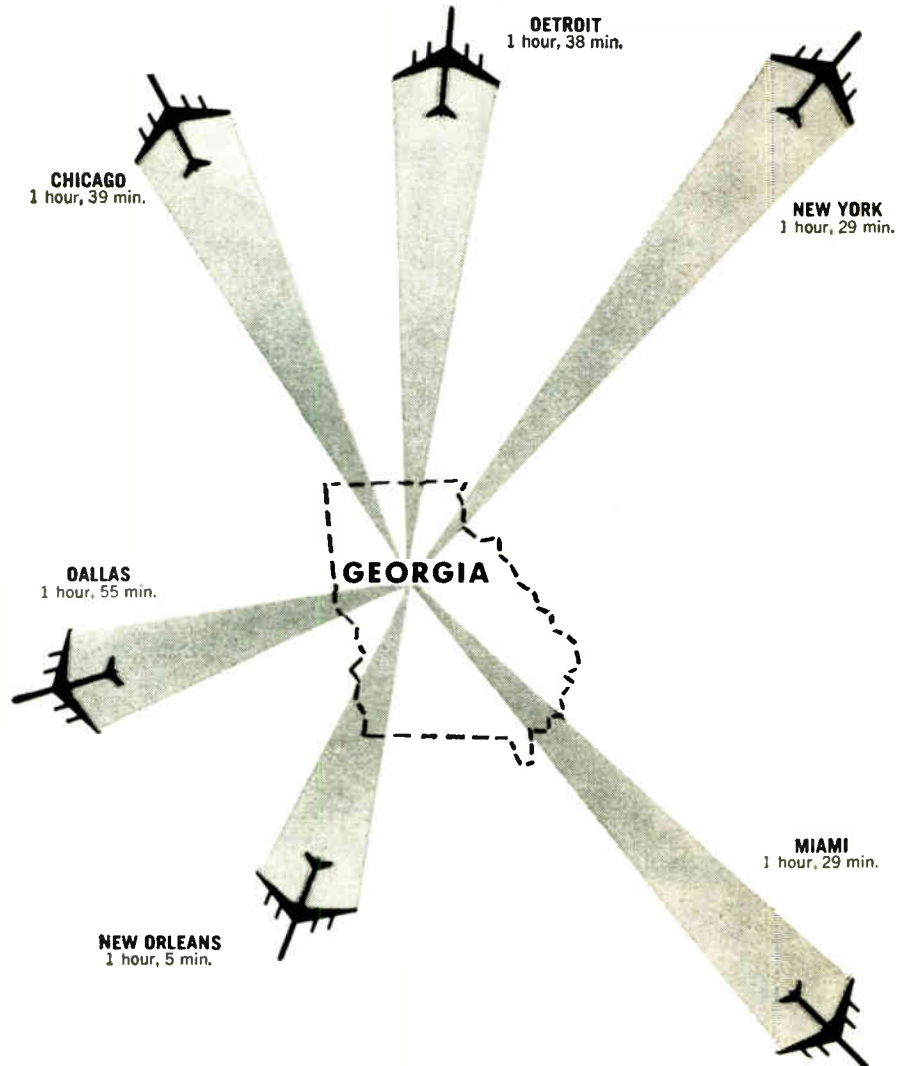 DETROIT
1 hour, 38 min.
CHICAGO
1 hour, 39 min.
NEW YORK
1 hour, 29 min.
GEORGIA
DALLAS
1 hour, 55 min.
MIAMI
1 hour, 29 min.
NEW ORLEANS
1 hour, 5 min.